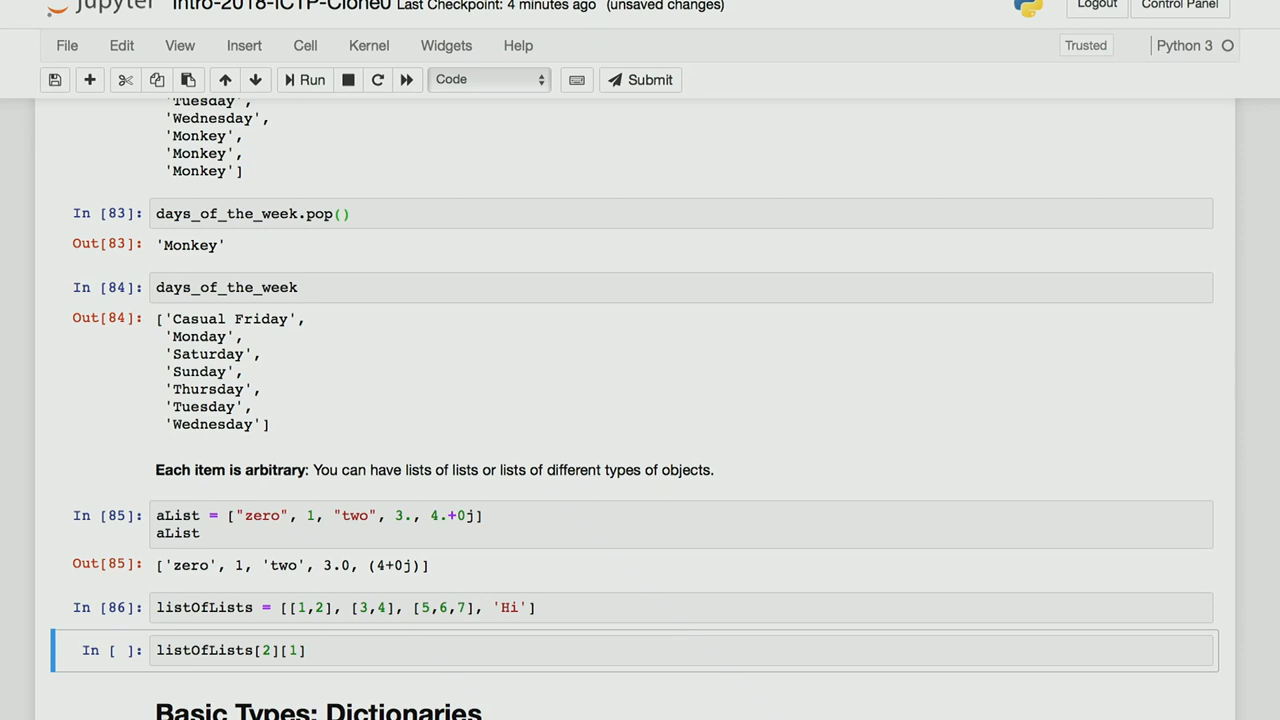 jupyter Intro-2018-ICTP-Clone0 Last Checkpoint: 4 minutes ago (unsaved changes) Logout Control Panel
File Edit View Insert Cell Kernel Widgets Help Trusted Python 3
Run Code Submit
'Tuesday',
'Wednesday',
'Monkey',
'Monkey',
'Monkey']
In [83]: days_of_the_week.pop()
Out[83]: 'Monkey'
In [84]: days_of_the_week
Out[84]: ['Casual Friday',
'Monday',
'Saturday',
'Sunday',
'Thursday',
'Tuesday',
'Wednesday']
Each item is arbitrary: You can have lists of lists or lists of different types of objects.
In [85]: aList = ["zero", 1, "two", 3., 4.+0j]
aList
Out[85]: ['zero', 1, 'two', 3.0, (4+0j)]
In [86]: listOfLists = [[1,2], [3,4], [5,6,7], 'Hi']
In [ ]: listOfLists[2][1]
Basic Types: Dictionaries